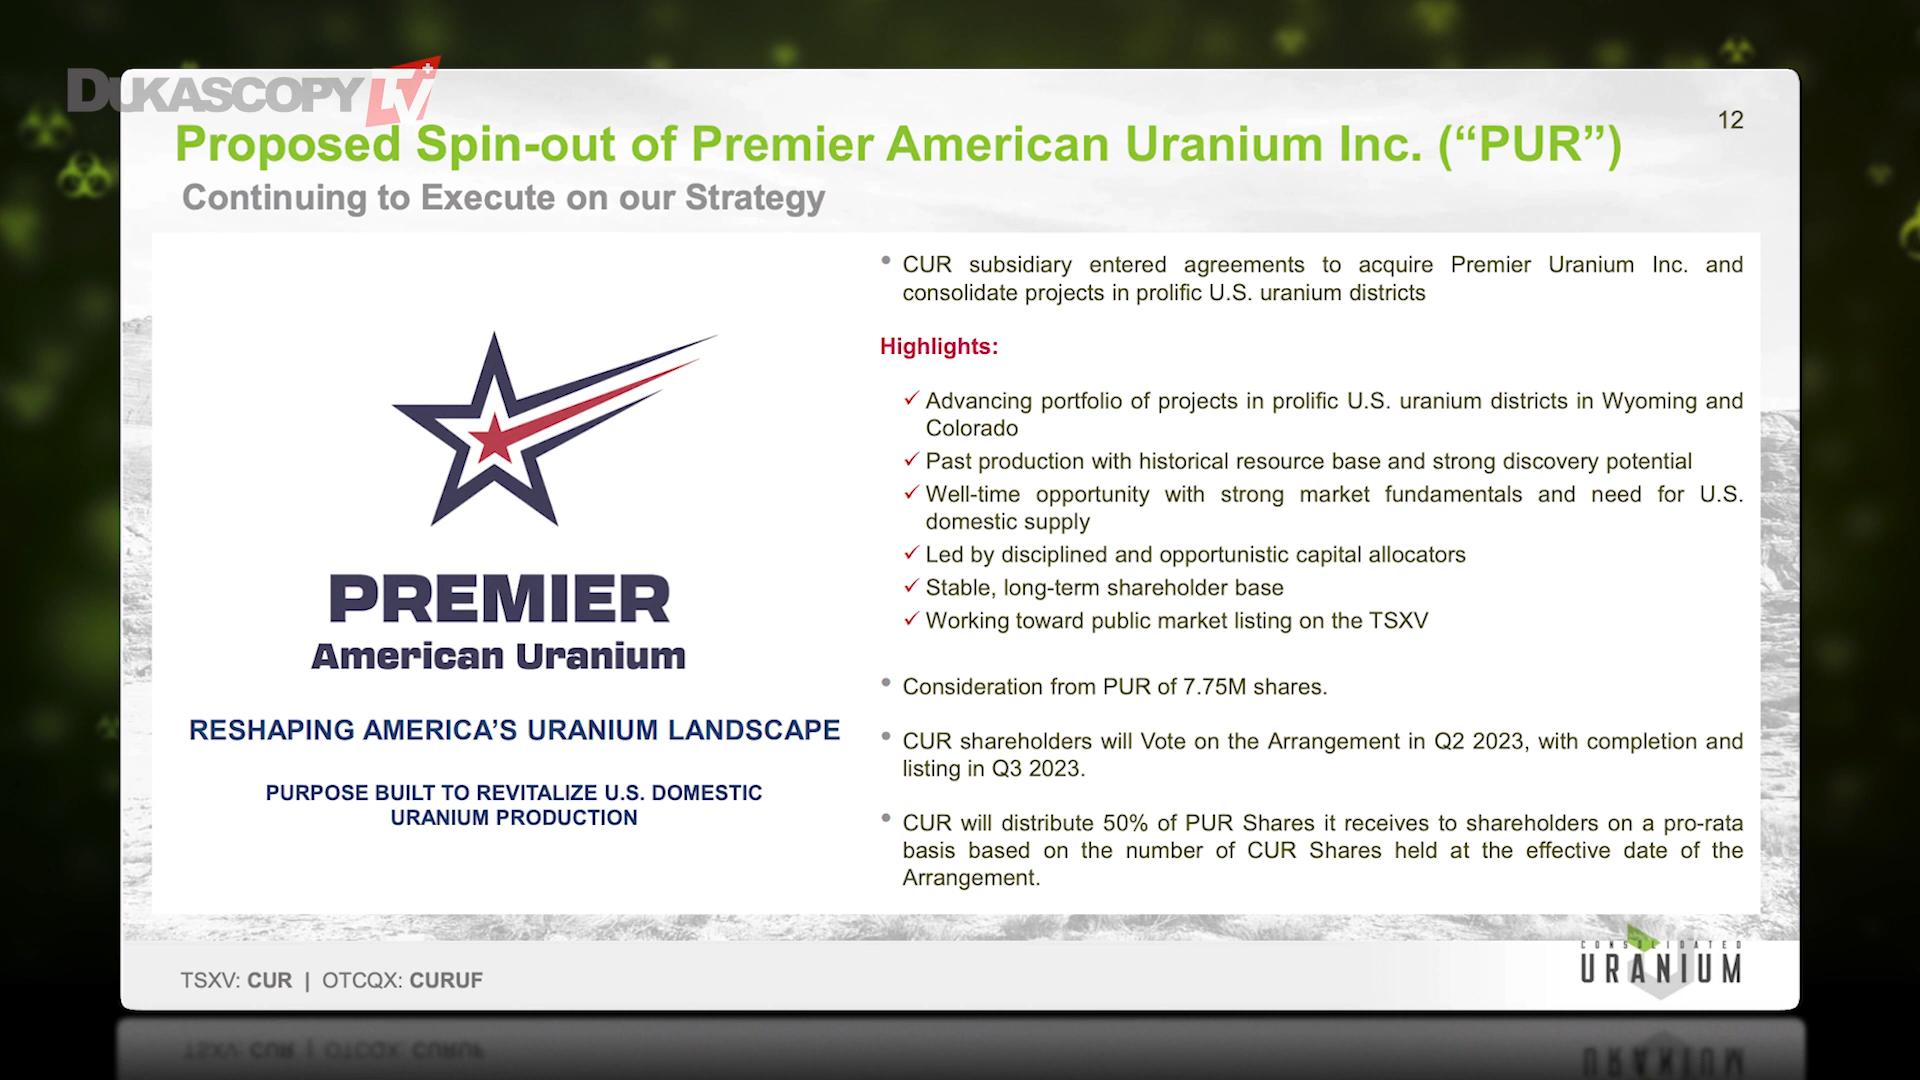 DUKASCOPY TV
12
Proposed Spin-out of Premier American Uranium Inc. (“PUR”)
Continuing to Execute on our Strategy
PREMIER
American Uranium
RESHAPING AMERICA’S URANIUM LANDSCAPE
PURPOSE BUILT TO REVITALIZE U.S. DOMESTIC
URANIUM PRODUCTION
• CUR subsidiary entered agreements to acquire Premier Uranium Inc. and
consolidate projects in prolific U.S. uranium districts
Highlights:
✓ Advancing portfolio of projects in prolific U.S. uranium districts in Wyoming and
Colorado
✓ Past production with historical resource base and strong discovery potential
✓ Well-time opportunity with strong market fundamentals and need for U.S.
domestic supply
✓ Led by disciplined and opportunistic capital allocators
✓ Stable, long-term shareholder base
✓ Working toward public market listing on the TSXV
• Consideration from PUR of 7.75M shares.
• CUR shareholders will Vote on the Arrangement in Q2 2023, with completion and
listing in Q3 2023.
• CUR will distribute 50% of PUR Shares it receives to shareholders on a pro-rata
basis based on the number of CUR Shares held at the effective date of the
Arrangement.
TSXV: CUR | OTCQX: CURUF
CONSOLIDATED
URANIUM